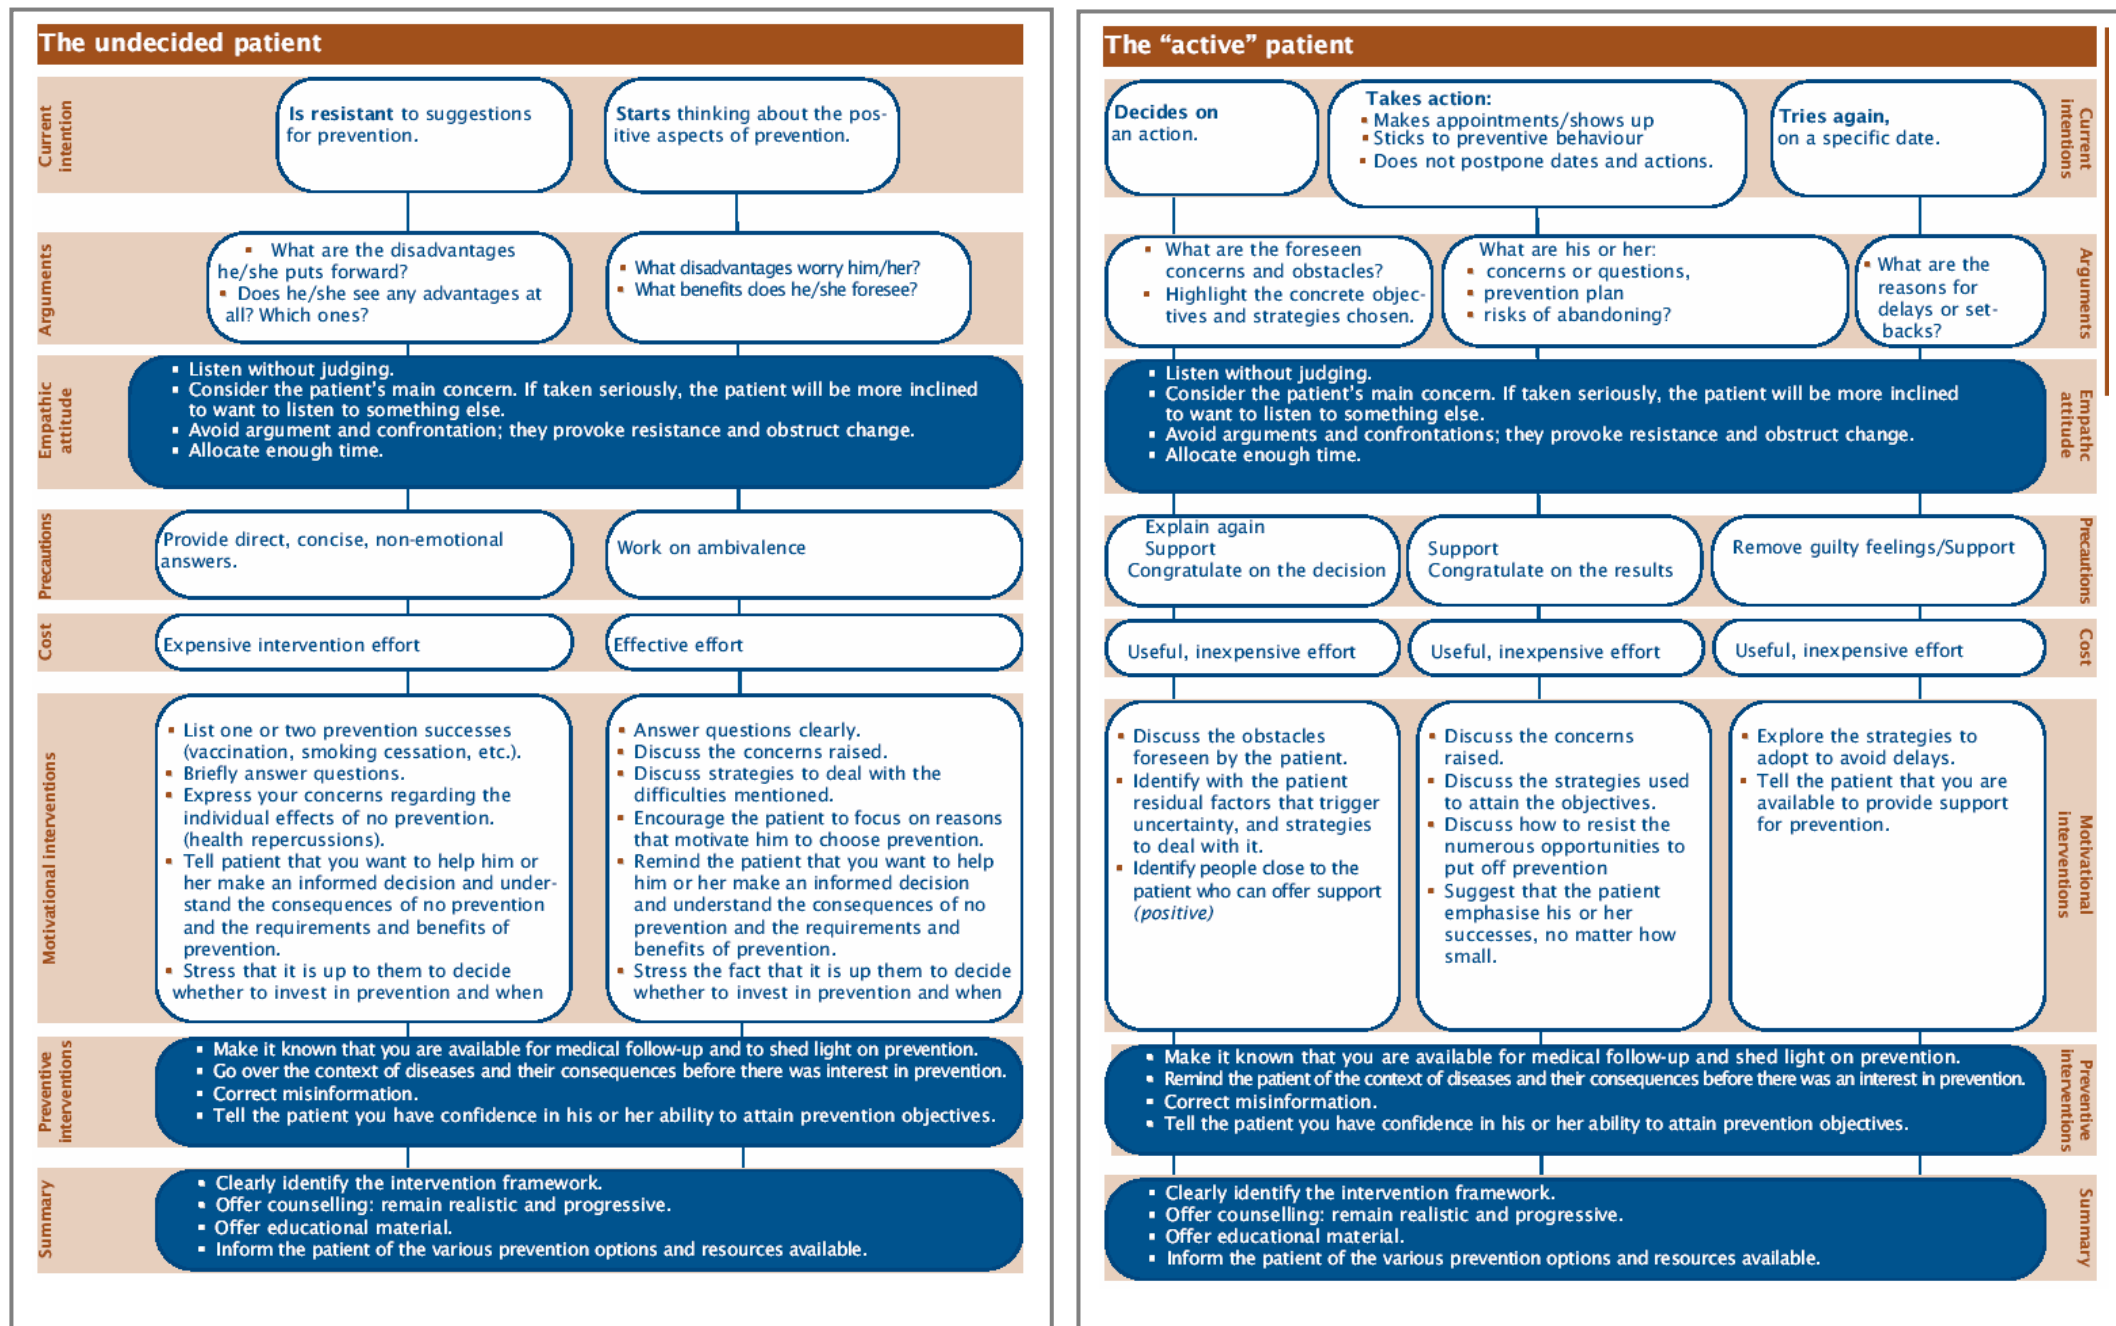 The undecided patient
Current
intention
Is resistant to suggestions
for prevention.
Starts thinking about the pos-
itive aspects of prevention.
Arguments
▪ What are the disadvantages
he/she puts forward?
▪ Does he/she see any advantages at
all? Which ones?
▪ What disadvantages worry him/her?
▪ What benefits does he/she foresee?
Empathic
attitude
▪ Listen without judging.
▪ Consider the patient's main concern. If taken seriously, the patient will be more inclined
to want to listen to something else.
▪ Avoid argument and confrontation; they provoke resistance and obstruct change.
▪ Allocate enough time.
Precautions
Provide direct, concise, non-emotional
answers.
Work on ambivalence
Cost
Expensive intervention effort
Effective effort
Motivational interventions
▪ List one or two prevention successes
(vaccination, smoking cessation, etc.).
▪ Briefly answer questions.
▪ Express your concerns regarding the
individual effects of no prevention.
(health repercussions).
▪ Tell patient that you want to help him or
her make an informed decision and under-
stand the consequences of no prevention
and the requirements and benefits of
prevention.
▪ Stress that it is up to them to decide
whether to invest in prevention and when
▪ Answer questions clearly.
▪ Discuss the concerns raised.
▪ Discuss strategies to deal with the
difficulties mentioned.
▪ Encourage the patient to focus on reasons
that motivate him to choose prevention.
▪ Remind the patient that you want to help
him or her make an informed decision
and understand the consequences of no
prevention and the requirements and
benefits of prevention.
▪ Stress the fact that it is up them to decide
whether to invest in prevention and when
Preventive
interventions
▪ Make it known that you are available for medical follow-up and to shed light on prevention.
▪ Go over the context of diseases and their consequences before there was interest in prevention.
▪ Correct misinformation.
▪ Tell the patient you have confidence in his or her ability to attain prevention objectives.
Summary
▪ Clearly identify the intervention framework.
▪ Offer counselling: remain realistic and progressive.
▪ Offer educational material.
▪ Inform the patient of the various prevention options and resources available.
The “active” patient
Decides on
an action.
Takes action:
▪ Makes appointments/shows up
▪ Sticks to preventive behaviour
▪ Does not postpone dates and actions.
Tries again,
on a specific date.
Current
intentions
▪ What are the foreseen
concerns and obstacles?
▪ Highlight the concrete objec-
tives and strategies chosen.
What are his or her:
▪ concerns or questions,
▪ prevention plan
▪ risks of abandoning?
▪ What are the
reasons for
delays or set-
backs?
Arguments
▪ Listen without judging.
▪ Consider the patient's main concern. If taken seriously, the patient will be more inclined
to want to listen to something else.
▪ Avoid arguments and confrontations; they provoke resistance and obstruct change.
▪ Allocate enough time.
Empathc
attitude
Explain again
Support
Congratulate on the decision
Support
Congratulate on the results
Remove guilty feelings/Support
Precautions
Useful, inexpensive effort
Useful, inexpensive effort
Useful, inexpensive effort
Cost
▪ Discuss the obstacles
foreseen by the patient.
▪ Identify with the patient
residual factors that trigger
uncertainty, and strategies
to deal with it.
▪ Identify people close to the
patient who can offer support
(positive)
▪ Discuss the concerns
raised.
▪ Discuss the strategies used
to attain the objectives.
▪ Discuss how to resist the
numerous opportunities to
put off prevention
▪ Suggest that the patient
emphasise his or her
successes, no matter how
small.
▪ Explore the strategies to
adopt to avoid delays.
▪ Tell the patient that you are
available to provide support
for prevention.
Motivational
interventions
▪ Make it known that you are available for medical follow-up and shed light on prevention.
▪ Remind the patient of the context of diseases and their consequences before there was an interest in prevention.
▪ Correct misinformation.
▪ Tell the patient you have confidence in his or her ability to attain prevention objectives.
Preventive
interventions
▪ Clearly identify the intervention framework.
▪ Offer counselling: remain realistic and progressive.
▪ Offer educational material.
▪ Inform the patient of the various prevention options and resources available.
Summary